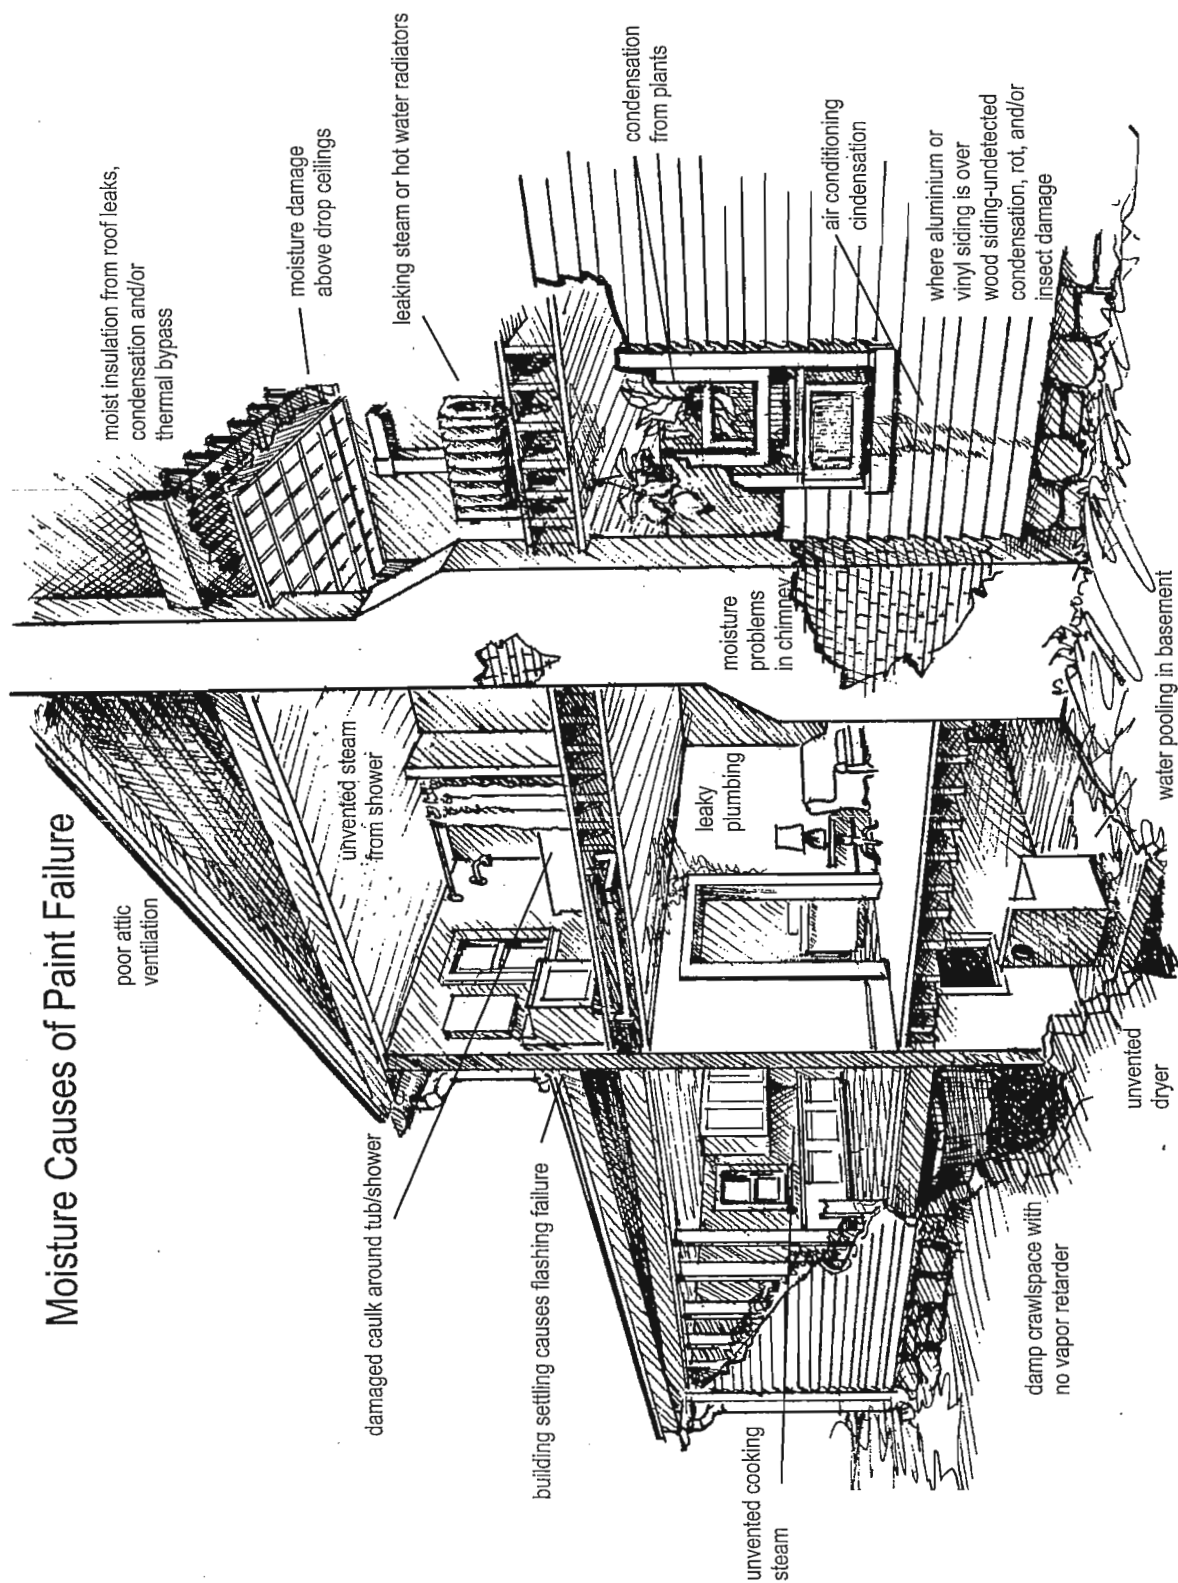 Moisture Causes of Paint Failure
poor attic
ventilation
moist insulation from roof leaks,
condensation and/or
thermal bypass
moisture damage
above drop ceilings
leaking steam or hot water radiators
condensation
from plants
air conditioning
cindensation
where aluminium or
vinyl siding is over
wood siding-undetected
condensation, rot, and/or
insect damage
unvented steam
from shower
damaged caulk around tub/shower
building settling causes flashing failure
leaky
plumbing
moisture
problems
in chimney
unvented cooking
steam
damp crawlspace with
no vapor retarder
unvented
dryer
water pooling in basement